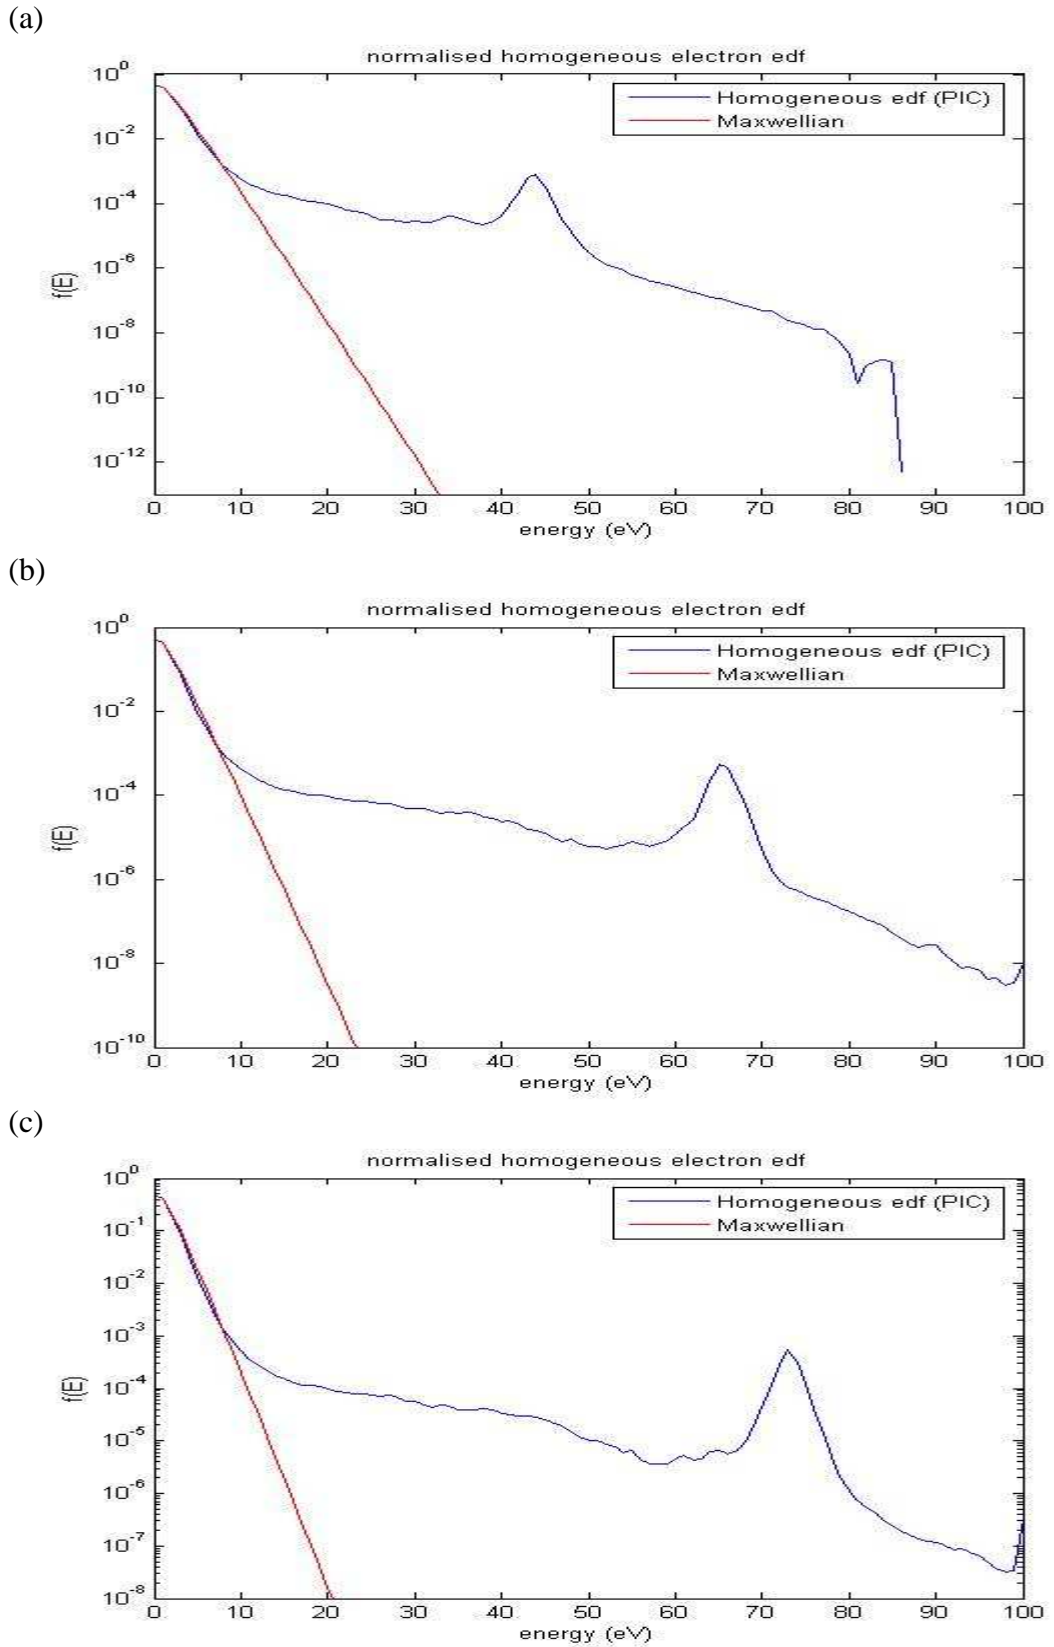 (a)
normalised homogeneous electron edf
Homogeneous edf (PIC)
Maxwellian
10^0
10^-2
10^-4
10^-6
10^-8
10^-10
10^-12
f(E)
0 10 20 30 40 50 60 70 80 90 100
energy (eV)
(b)
normalised homogeneous electron edf
Homogeneous edf (PIC)
Maxwellian
10^0
10^-2
10^-4
10^-6
10^-8
10^-10
f(E)
0 10 20 30 40 50 60 70 80 90 100
energy (eV)
(c)
normalised homogeneous electron edf
Homogeneous edf (PIC)
Maxwellian
10^0
10^-1
10^-2
10^-3
10^-4
10^-5
10^-6
10^-7
10^-8
f(E)
0 10 20 30 40 50 60 70 80 90 100
energy (eV)